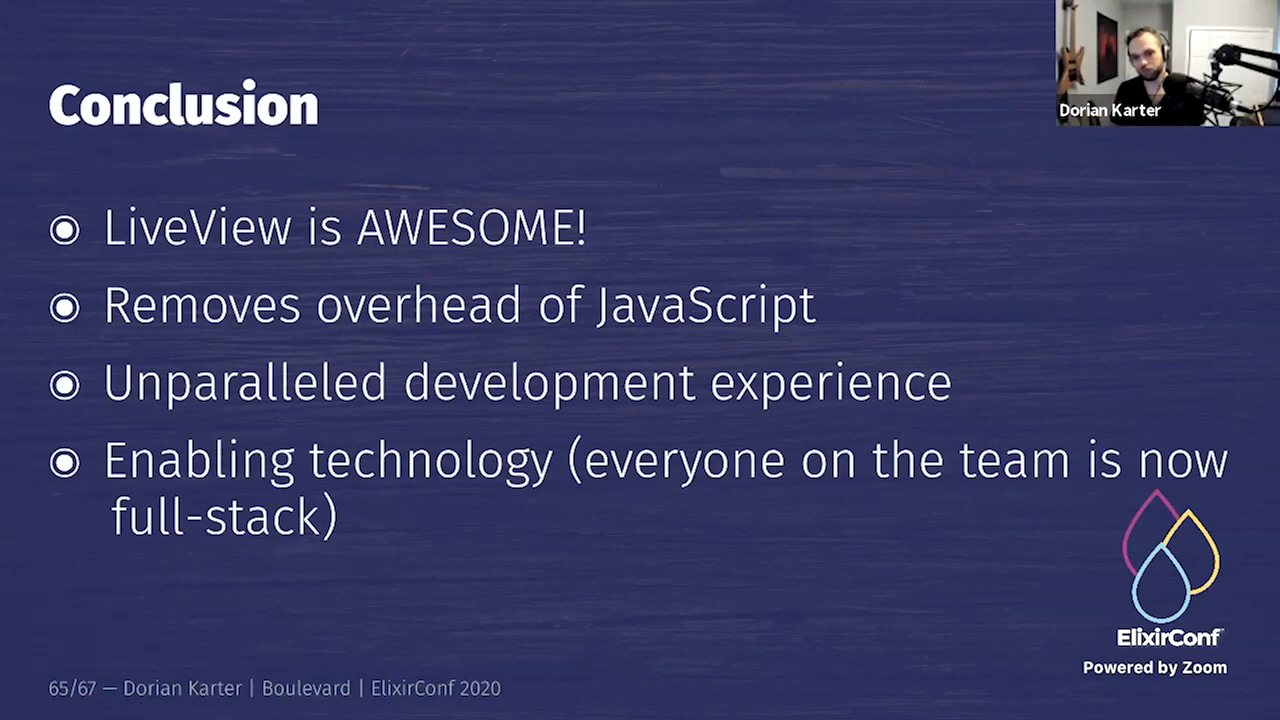 Conclusion
Dorian Karter
◉ LiveView is AWESOME!
◉ Removes overhead of JavaScript
◉ Unparalleled development experience
◉ Enabling technology (everyone on the team is now
full-stack)
ElixirConf
Powered by Zoom
65/67 — Dorian Karter | Boulevard | ElixirConf 2020